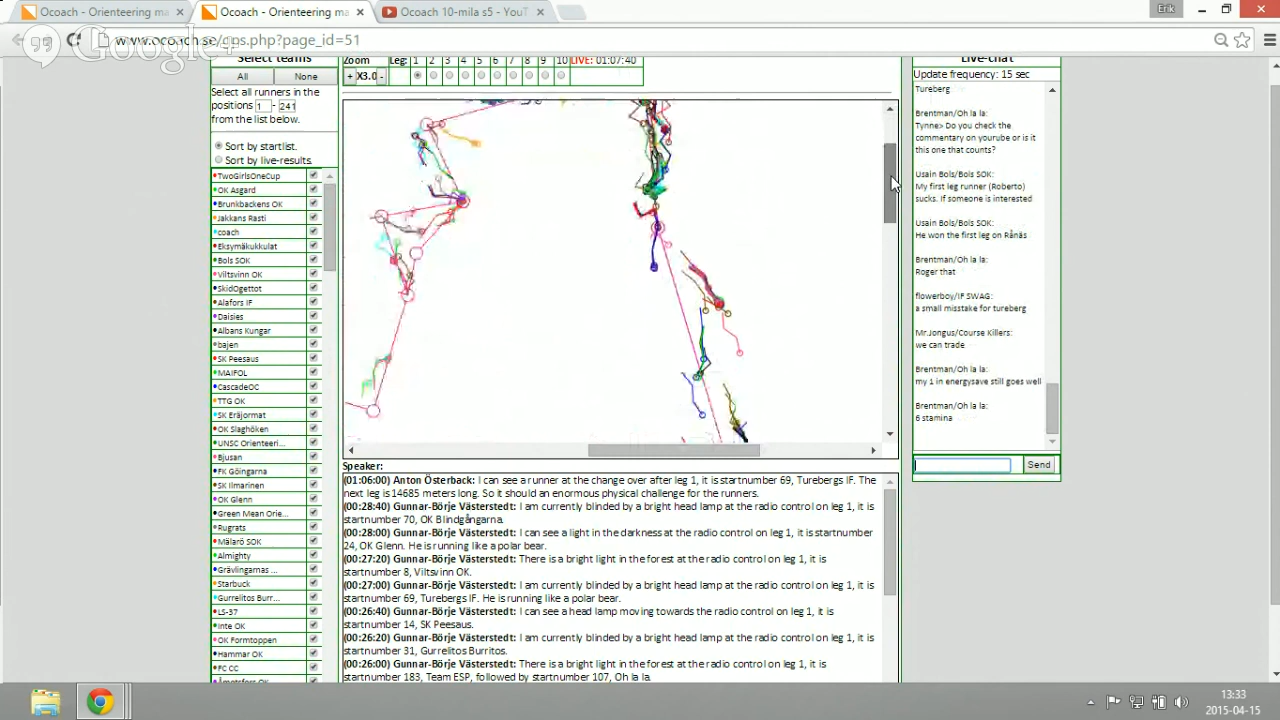 Ocoach - Orienteering ma
Ocoach - Orienteering ma
Ocoach 10-mila s5 - YouT
Erik
Google+
www.ocoach.se/gps.php?page_id=51
Select teams
All
None
Select all runners in the
positions 1 - 241
from the list below.
Sort by startlist.
Sort by live-results.
TwoGirlsOneCup
OK Asgard
Brunkbackens OK
Jakkans Rasti
coach
Eksymäkukkulat
Bols SOK
Viltsvinn OK
SkidOgettot
Alafors IF
Daisies
Albans Kungar
bajen
SK Peesaus
MAIFOL
CascadeOC
TTG OK
SK Eräjormat
OK Slaghöken
UNSC Orienteeri...
Bjusan
FK Göingarna
SK Ilmarinen
OK Glenn
Green Mean Orie...
Rugrats
Mälarö SOK
Almighty
Grävlingarnas ...
Starbuck
Gurrelitos Burr...
LS-37
Inte OK
OK Formtoppen
Hammar OK
FC CC
Zoom
+ X3.0 -
Leg: 1 2 3 4 5 6 7 8 9 10 LIVE: 01:07:40
Speaker:
(01:06:00) Anton Österback: I can see a runner at the change over after leg 1, it is startnumber 69, Turebergs IF. The
next leg is 14685 meters long. So it should an enormous physical challenge for the runners.
(00:28:40) Gunnar-Börje Västerstedt: I am currently blinded by a bright head lamp at the radio control on leg 1, it is
startnumber 70, OK Blindgångarna.
(00:28:00) Gunnar-Börje Västerstedt: I can see a light in the darkness at the radio control on leg 1, it is startnumber
24, OK Glenn. He is running like a polar bear.
(00:27:20) Gunnar-Börje Västerstedt: There is a bright light in the forest at the radio control on leg 1, it is
startnumber 8, Viltsvinn OK.
(00:27:00) Gunnar-Börje Västerstedt: I am currently blinded by a bright head lamp at the radio control on leg 1, it is
startnumber 69, Turebergs IF. He is running like a polar bear.
(00:26:40) Gunnar-Börje Västerstedt: I can see a head lamp moving towards the radio control on leg 1, it is
startnumber 14, SK Peesaus.
(00:26:20) Gunnar-Börje Västerstedt: I am currently blinded by a bright head lamp at the radio control on leg 1, it is
startnumber 31, Gurrelitos Burritos.
(00:26:00) Gunnar-Börje Västerstedt: There is a bright light in the forest at the radio control on leg 1, it is
startnumber 183, Team ESP, followed by startnumber 107, Oh la la.
Live-chat
Update frequency: 15 sec
Tureberg
Brentman/Oh la la:
Tynne> Do you check the
commentary on yourube or is it
this one that counts?
Usain Bols/Bols SOK:
My first leg runner (Roberto)
sucks. If someone is interested
Usain Bols/Bols SOK:
He won the first leg on Rånäs
Brentman/Oh la la:
Roger that
flowerboy/IF SWAG:
a small misstake for tureberg
Mr.Jongus/Course Killers:
we can trade
Brentman/Oh la la:
my 1 in energysave still goes well
Brentman/Oh la la:
6 stamina
Send
13:33
2015-04-15